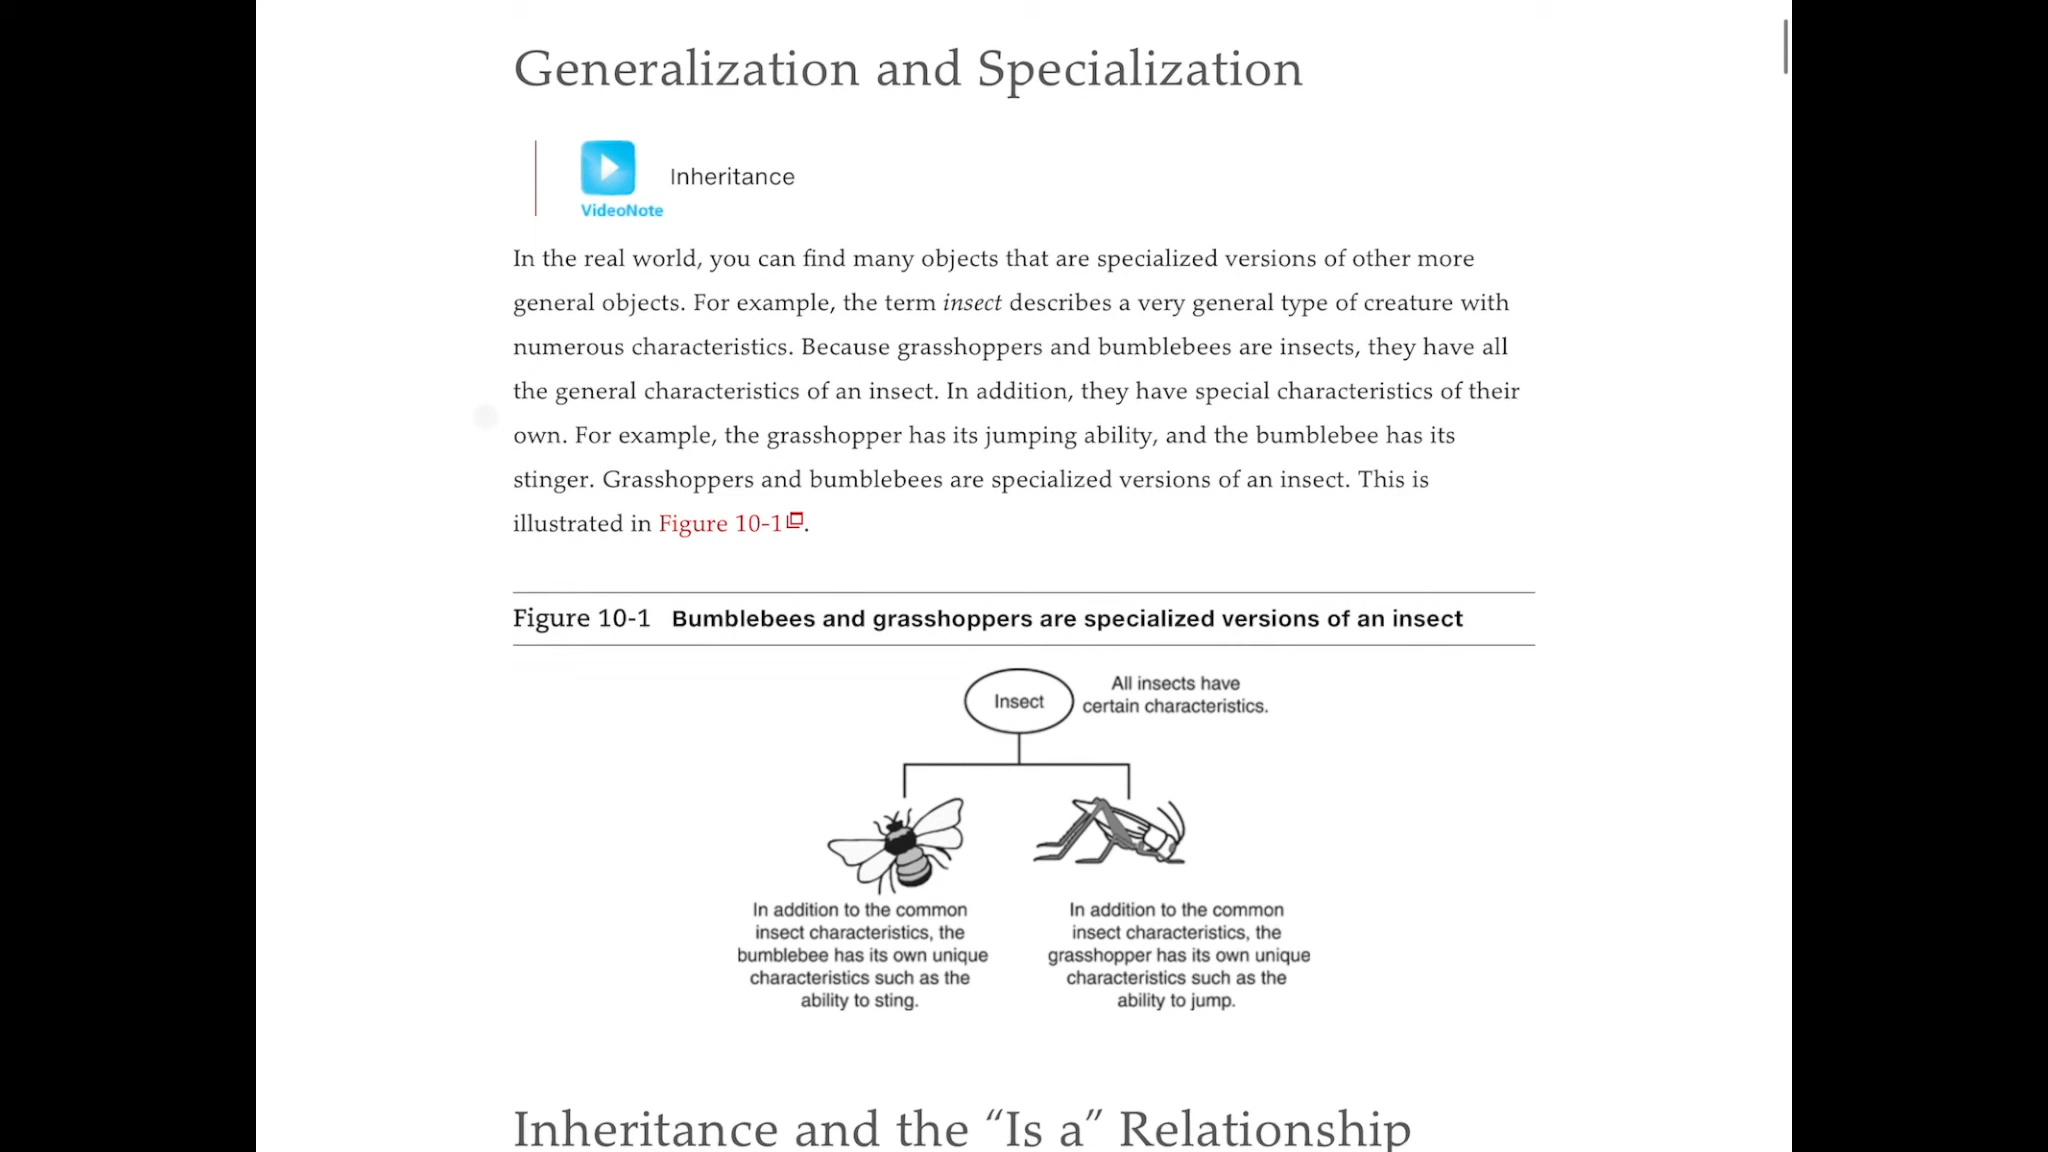 Generalization and Specialization
Inheritance
VideoNote
In the real world, you can find many objects that are specialized versions of other more
general objects. For example, the term insect describes a very general type of creature with
numerous characteristics. Because grasshoppers and bumblebees are insects, they have all
the general characteristics of an insect. In addition, they have special characteristics of their
own. For example, the grasshopper has its jumping ability, and the bumblebee has its
stinger. Grasshoppers and bumblebees are specialized versions of an insect. This is
illustrated in Figure 10-1.
Figure 10-1 Bumblebees and grasshoppers are specialized versions of an insect
Insect
All insects have
certain characteristics.
In addition to the common
insect characteristics, the
bumblebee has its own unique
characteristics such as the
ability to sting.
In addition to the common
insect characteristics, the
grasshopper has its own unique
characteristics such as the
ability to jump.
Inheritance and the “Is a” Relationship